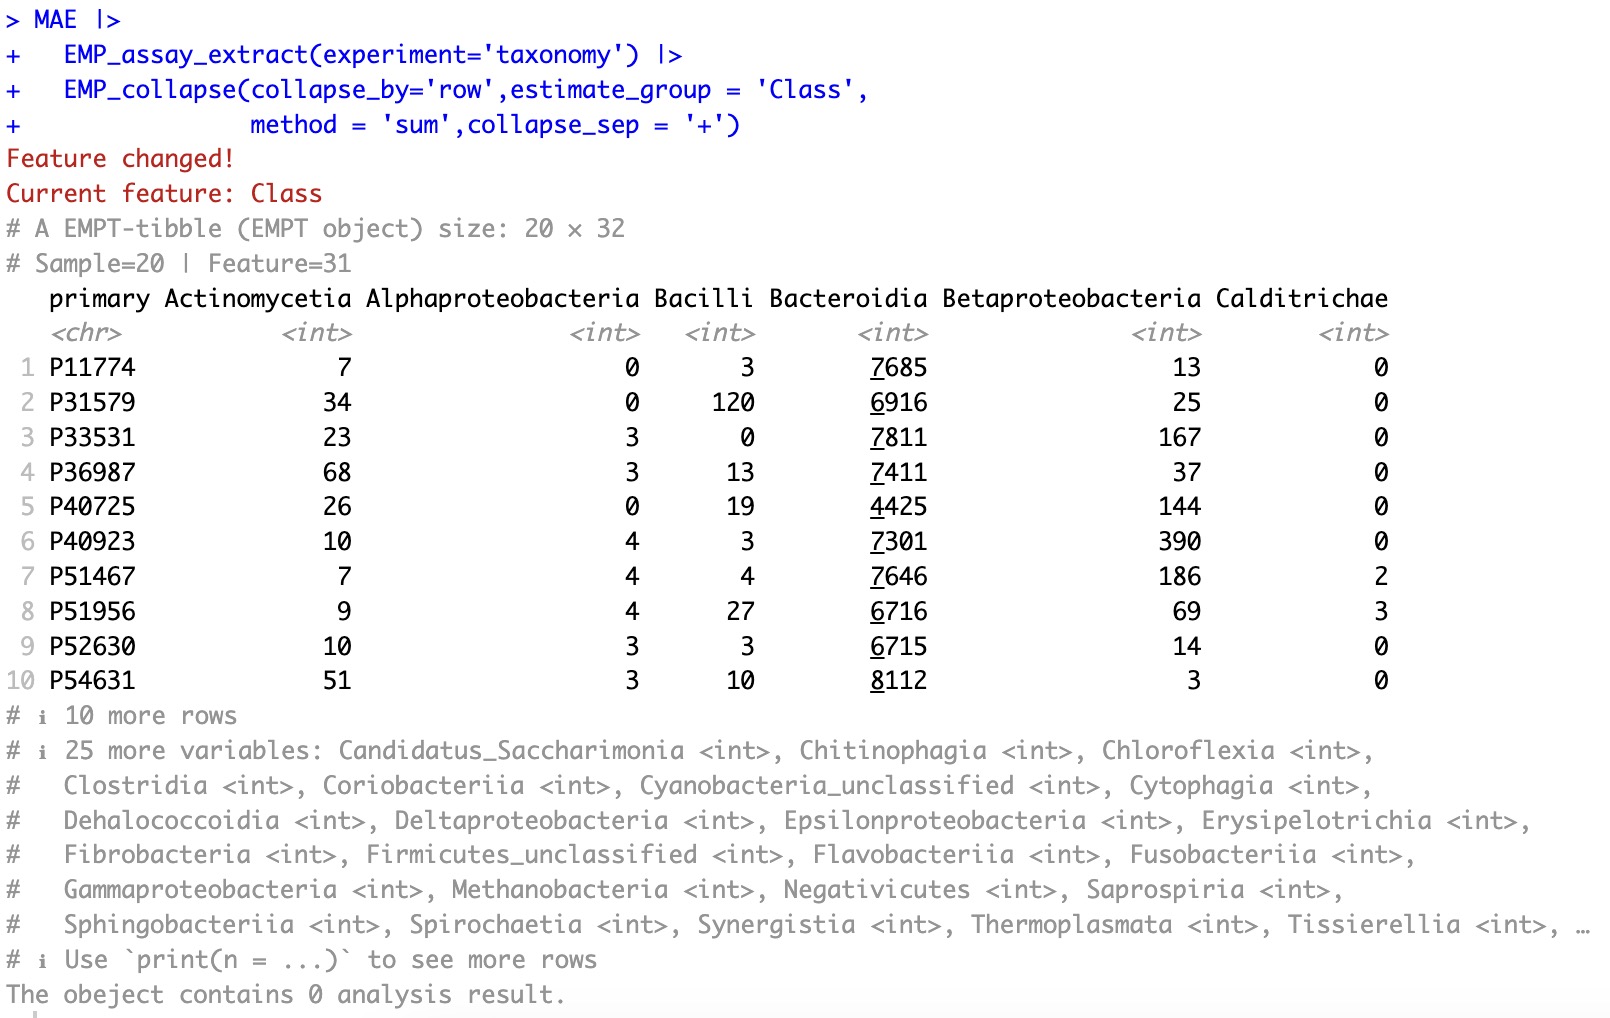 > MAE |>
+   EMP_assay_extract(experiment='taxonomy') |>
+   EMP_collapse(collapse_by='row',estimate_group = 'Class',
+                method = 'sum',collapse_sep = '+')
Feature changed!
Current feature: Class
# A EMPT-tibble (EMPT object) size: 20 × 32
# Sample=20 | Feature=31
   primary Actinomycetia Alphaproteobacteria Bacilli Bacteroidia Betaproteobacteria Calditrichae
   <chr>           <int>               <int>   <int>       <int>              <int>        <int>
 1 P11774              7                   0       3        7685                 13            0
 2 P31579             34                   0     120        6916                 25            0
 3 P33531             23                   3       0        7811                167            0
 4 P36987             68                   3      13        7411                 37            0
 5 P40725             26                   0      19        4425                144            0
 6 P40923             10                   4       3        7301                390            0
 7 P51467              7                   4       4        7646                186            2
 8 P51956              9                   4      27        6716                 69            3
 9 P52630             10                   3       3        6715                 14            0
10 P54631             51                   3      10        8112                  3            0
# ℹ 10 more rows
# ℹ 25 more variables: Candidatus_Saccharimonia <int>, Chitinophagia <int>, Chloroflexia <int>,
#   Clostridia <int>, Coriobacteriia <int>, Cyanobacteria_unclassified <int>, Cytophagia <int>,
#   Dehalococcoidia <int>, Deltaproteobacteria <int>, Epsilonproteobacteria <int>, Erysipelotrichia <int>,
#   Fibrobacteria <int>, Firmicutes_unclassified <int>, Flavobacteriia <int>, Fusobacteriia <int>,
#   Gammaproteobacteria <int>, Methanobacteria <int>, Negativicutes <int>, Saprospiria <int>,
#   Sphingobacteriia <int>, Spirochaetia <int>, Synergistia <int>, Thermoplasmata <int>, Tissierellia <int>, …
# ℹ Use `print(n = ...)` to see more rows
The obeject contains 0 analysis result.